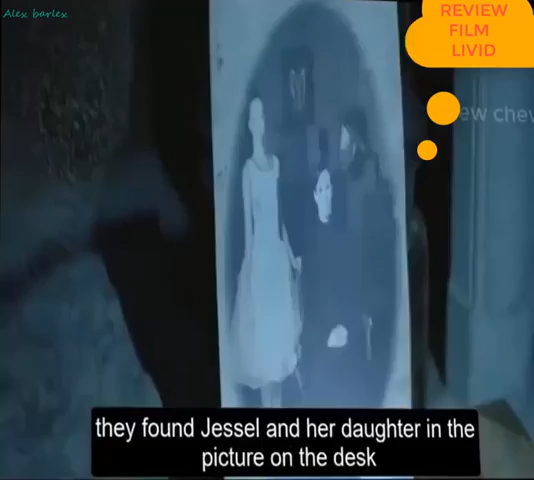 Alex barlex
REVIEW
FILM
LIVID
ew chev
they found Jessel and her daughter in the
picture on the desk